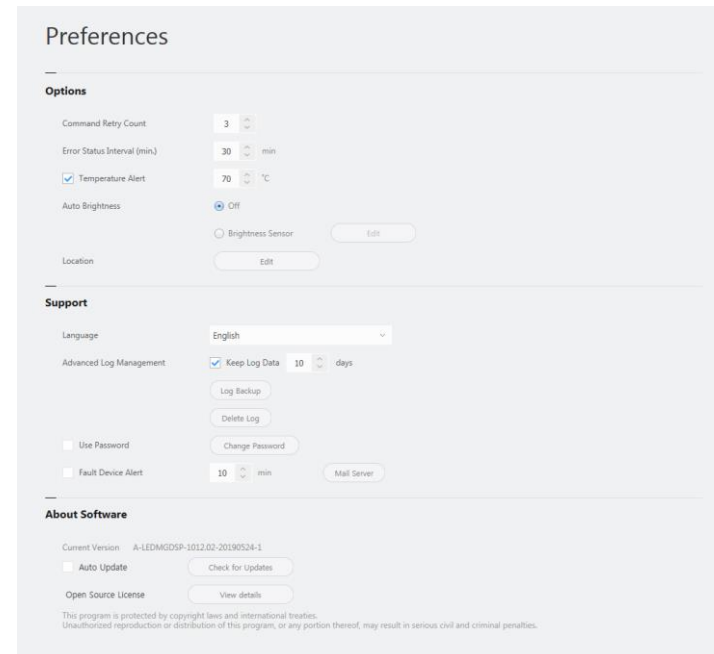 Preferences
Options
Command Retry Count 3
Error Status Interval (min.) 30 min
Temperature Alert 70 °C
Auto Brightness Off
Brightness Sensor Edit
Location Edit
Support
Language English
Advanced Log Management Keep Log Data 10 days
Log Backup
Delete Log
Use Password Change Password
Fault Device Alert 10 min Mail Server
About Software
Current Version A-LEDMGDSP-1012.02-20190524-1
Auto Update Check for Updates
Open Source License View details
This program is protected by copyright laws and international treaties.
Unauthorized reproduction or distribution of this program, or any portion thereof, may result in serious civil and criminal penalties.